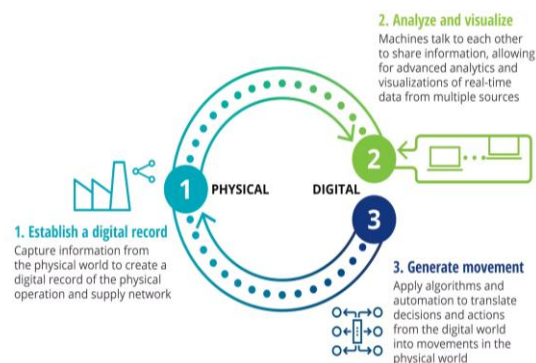 2. Analyze and visualize
Machines talk to each other
to share information, allowing
for advanced analytics and
visualizations of real-time
data from multiple sources
2
1
PHYSICAL
DIGITAL
3
1. Establish a digital record
Capture information from
the physical world to create a
digital record of the physical
operation and supply network
3. Generate movement
Apply algorithms and
automation to translate
decisions and actions
from the digital world
into movements in the
physical world